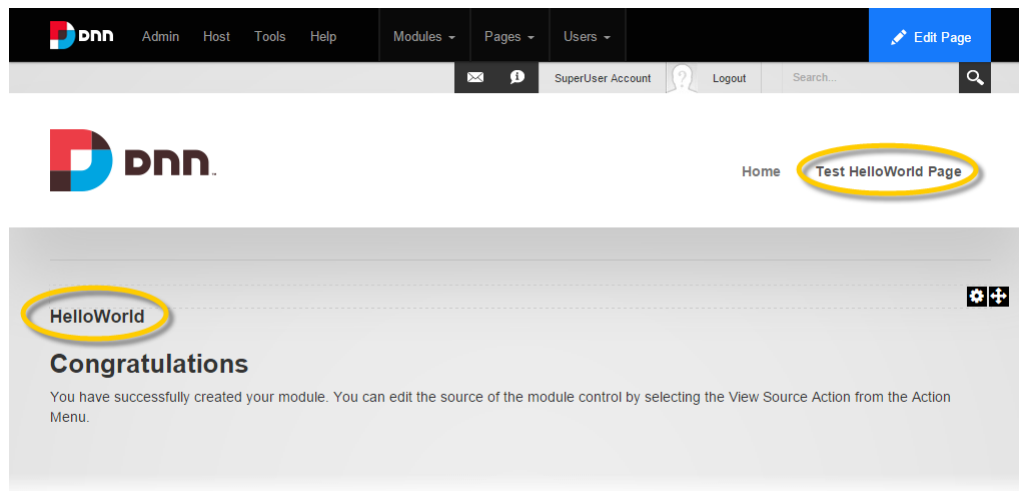 DNN Admin Host Tools Help Modules Pages Users Edit Page
SuperUser Account Logout Search...
DNN Home Test HelloWorld Page
HelloWorld
Congratulations
You have successfully created your module. You can edit the source of the module control by selecting the View Source Action from the Action
Menu.